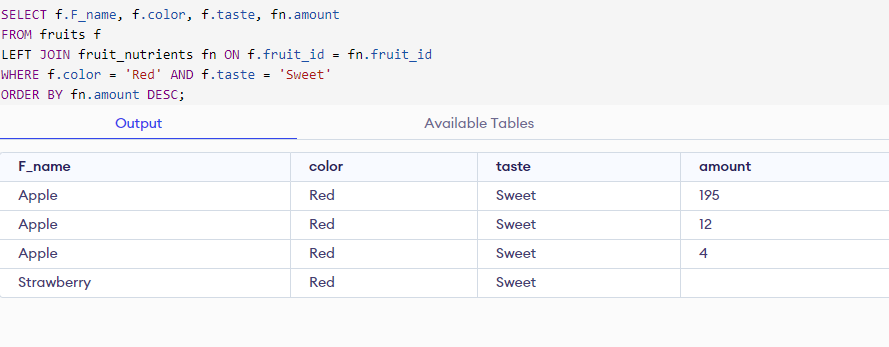 SELECT f.F_name, f.color, f.taste, fn.amount
FROM fruits f
LEFT JOIN fruit_nutrients fn ON f.fruit_id = fn.fruit_id
WHERE f.color = 'Red' AND f.taste = 'Sweet'
ORDER BY fn.amount DESC;
Output Available Tables
F_name color taste amount
Apple Red Sweet 195
Apple Red Sweet 12
Apple Red Sweet 4
Strawberry Red Sweet